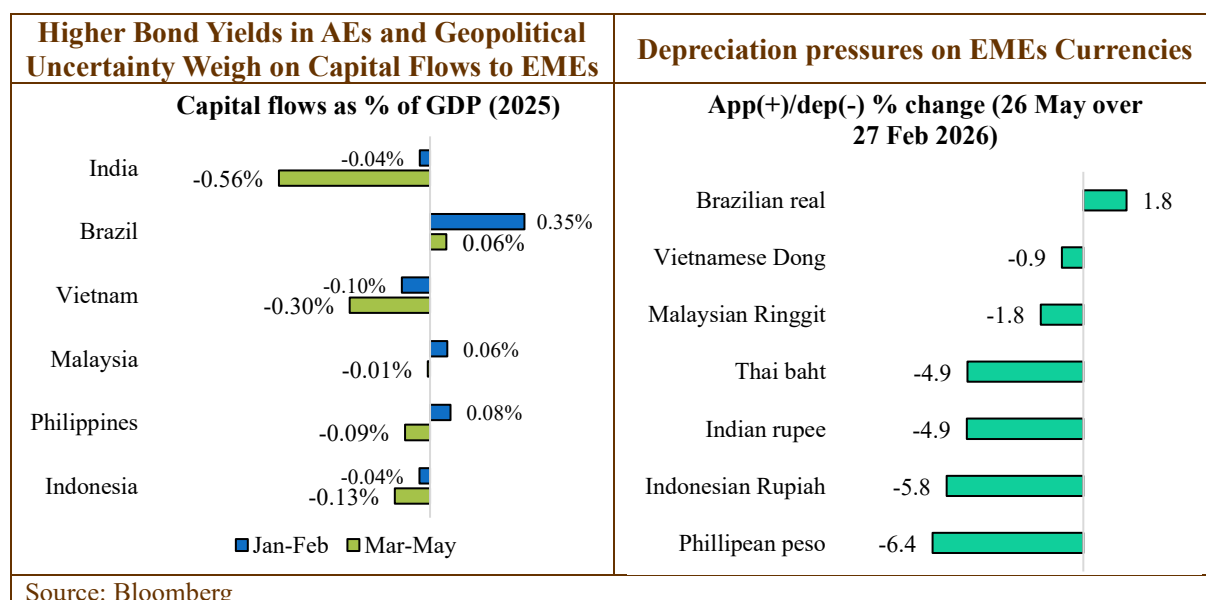 Higher Bond Yields in AEs and Geopolitical
Uncertainty Weigh on Capital Flows to EMEs
Capital flows as % of GDP (2025)
India
-0.04%
-0.56%
Brazil
0.35%
0.06%
Vietnam
-0.10%
-0.30%
Malaysia
0.06%
-0.01%
Philippines
0.08%
-0.09%
Indonesia
-0.04%
-0.13%
Jan-Feb Mar-May
Depreciation pressures on EMEs Currencies
App(+)/dep(-) % change (26 May over
27 Feb 2026)
Brazilian real 1.8
Vietnamese Dong -0.9
Malaysian Ringgit -1.8
Thai baht -4.9
Indian rupee -4.9
Indonesian Rupiah -5.8
Phillipean peso -6.4
Source: Bloomberg